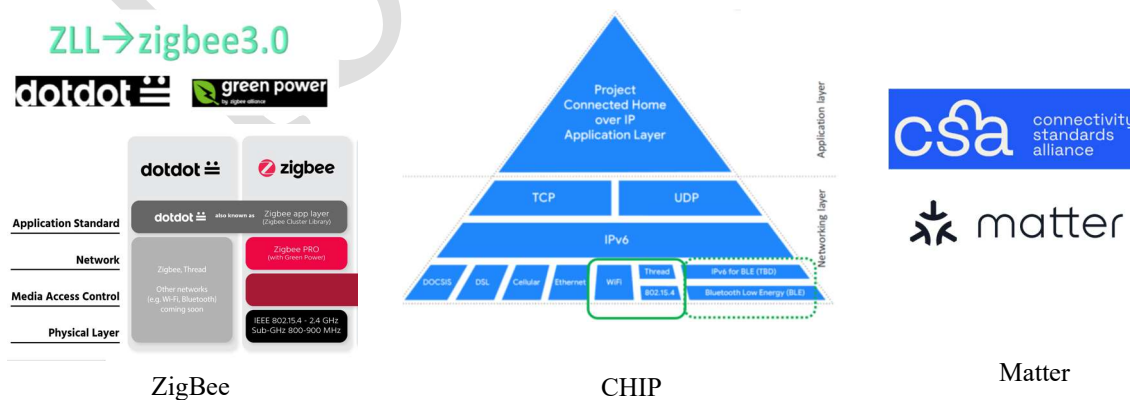 ZLL→zigbee3.0
dotdot
green power
by zigbee alliance
dotdot
zigbee
Application Standard
dotdot also known as Zigbee app layer
(Zigbee Cluster Library)
Network
Zigbee PRO
(with Green Power)
Zigbee, Thread
Other networks
(e.g. Wi-Fi, Bluetooth)
coming soon
Media Access Control
Physical Layer
IEEE 802.15.4 - 2.4 GHz
Sub-GHz 800-900 MHz
ZigBee
Project
Connected Home
over IP
Application Layer
Application layer
TCP
UDP
IPv6
Networking layer
DOCSIS
DSL
Cellular
Ethernet
WiFi
Thread
802.15.4
IPv6 for BLE (TBD)
Bluetooth Low Energy (BLE)
CHIP
csa
connectivity
standards
alliance
matter
Matter